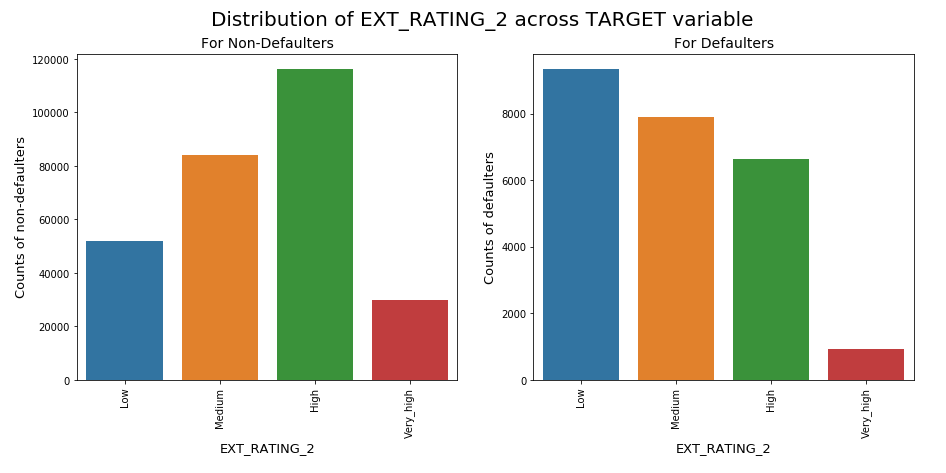 Distribution of EXT_RATING_2 across TARGET variable
For Non-Defaulters
Counts of non-defaulters
120000
100000
80000
60000
40000
20000
0
Low
Medium
High
Very_high
EXT_RATING_2
For Defaulters
Counts of defaulters
8000
6000
4000
2000
0
Low
Medium
High
Very_high
EXT_RATING_2